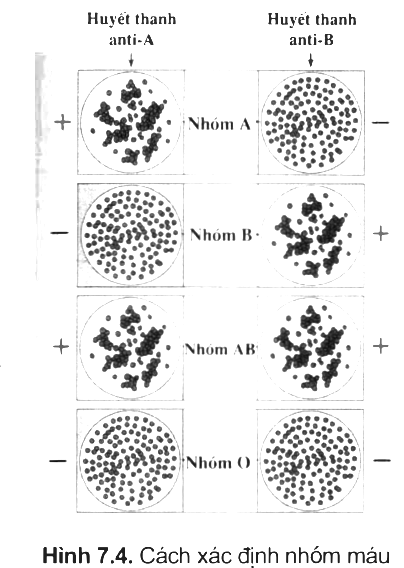 Huyết thanh
anti-A
Huyết thanh
anti-B
+ Nhóm A −
− Nhóm B +
+ Nhóm AB +
− Nhóm O −
Hình 7.4. Cách xác định nhóm máu